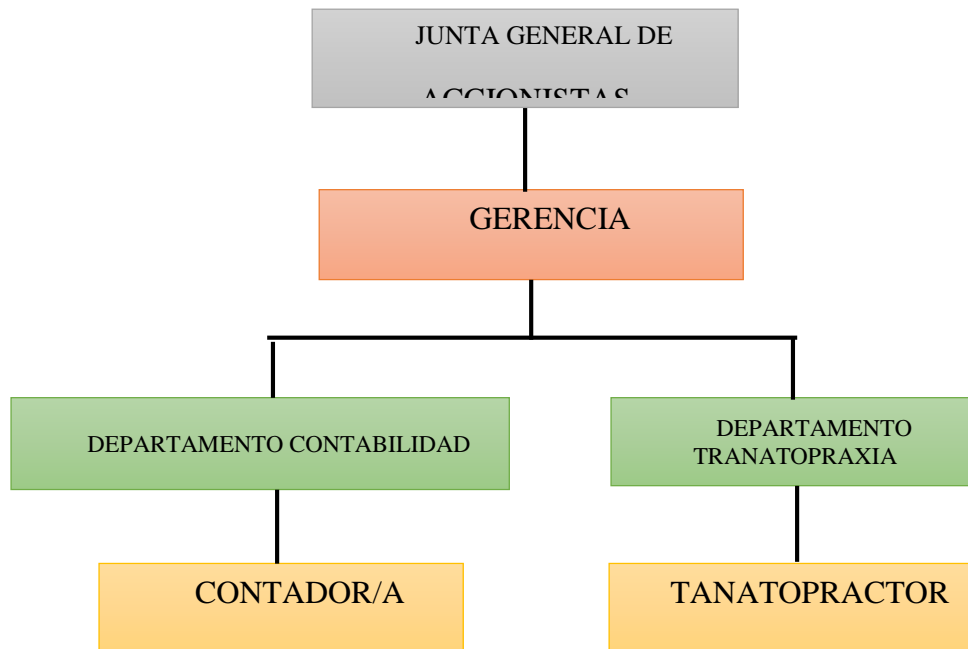 JUNTA GENERAL DE
ACCIONISTAS
GERENCIA
DEPARTAMENTO CONTABILIDAD
DEPARTAMENTO
TRANATOPRAXIA
CONTADOR/A
TANATOPRACTOR